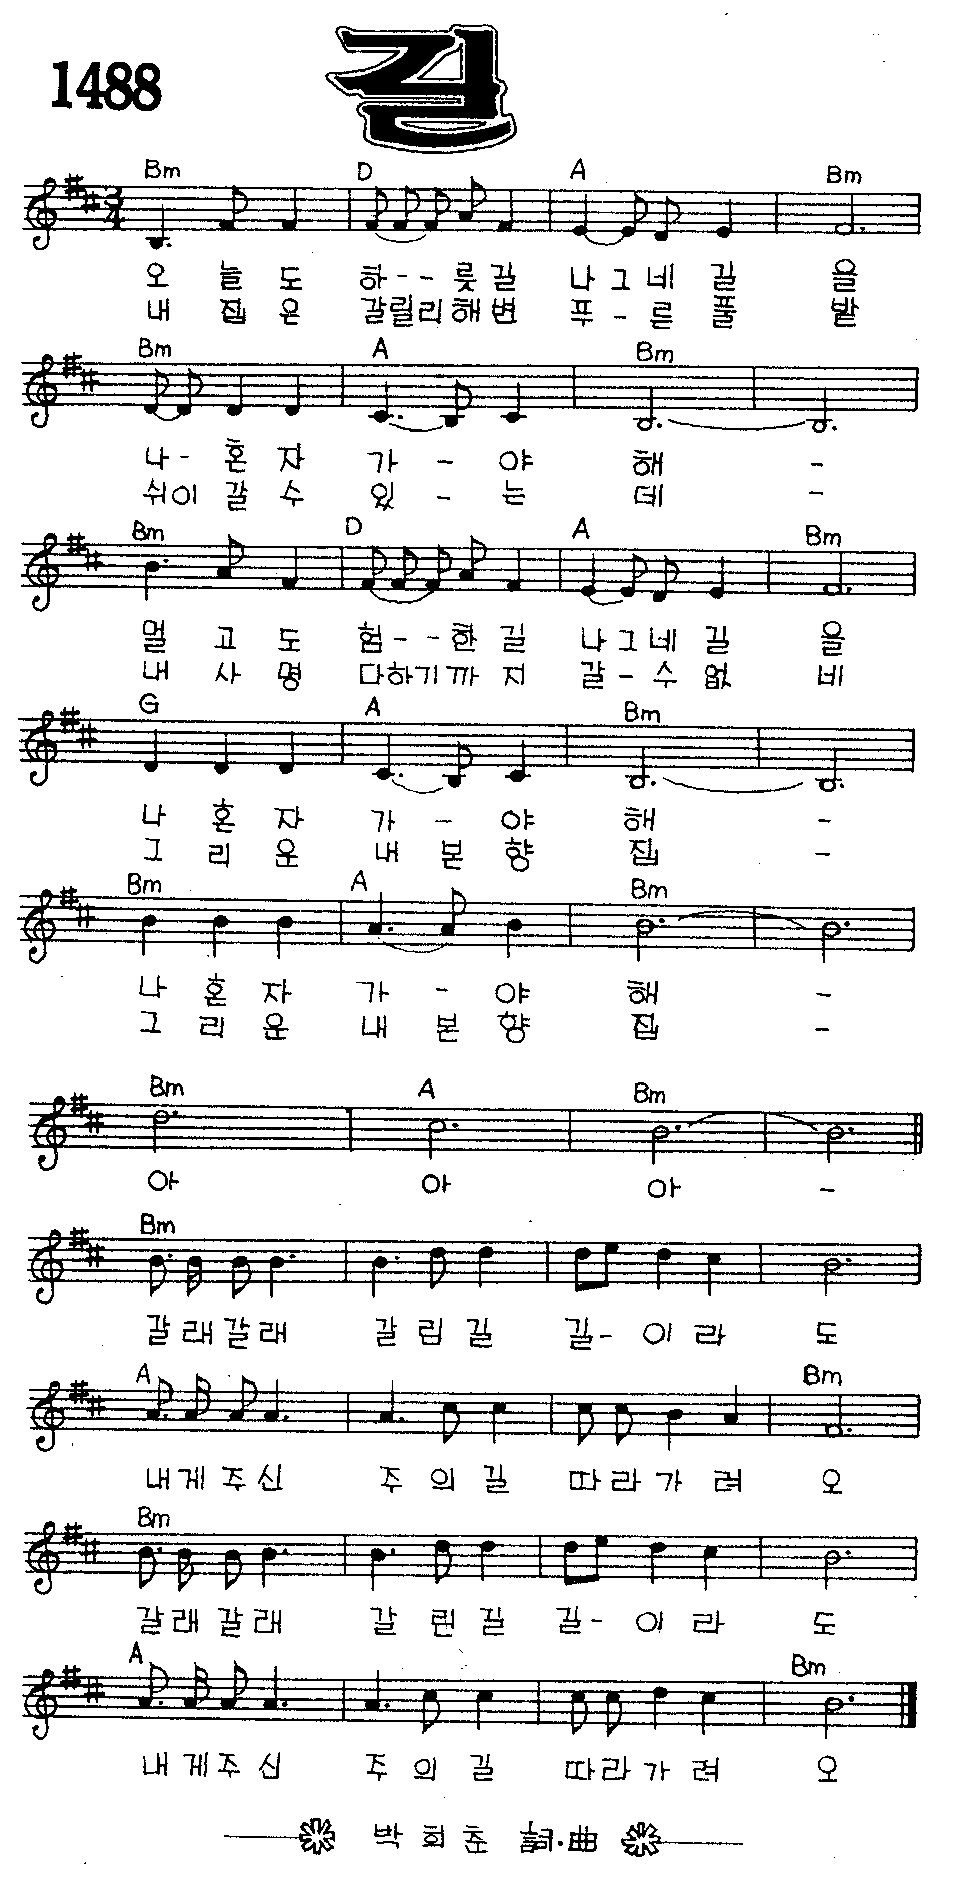 1488
길
Bm D A Bm
오 늘 도 하 - - 룻 길 나 그 네 길 을
내 집 은 갈릴리 해 변 푸 - 른 풀 밭
Bm A Bm
나 - 혼 자 가 - 야 해 -
쉬이 갈 수 있 - 는 데 -
Bm D A Bm
멀 고 도 험 - - 한 길 나 그 네 길 을
내 사 명 다하기까 지 갈 - 수 없 네
G A Bm
나 혼 자 가 - 야 해 -
그 리 운 내 본 향 집 -
Bm A Bm
나 혼 자 가 - 야 해 -
그 리 운 내 본 향 집 -
Bm A Bm
아 아 아 -
Bm
갈 래 갈 래 갈 림 길 길 - 이 라 도
A Bm
내 게 주 신 주 의 길 따 라 가 려 오
Bm
갈 래 갈 래 갈 린 길 길 - 이 라 도
A Bm
내 게 주 신 주 의 길 따 라 가 려 오
박 희 춘 詞·曲